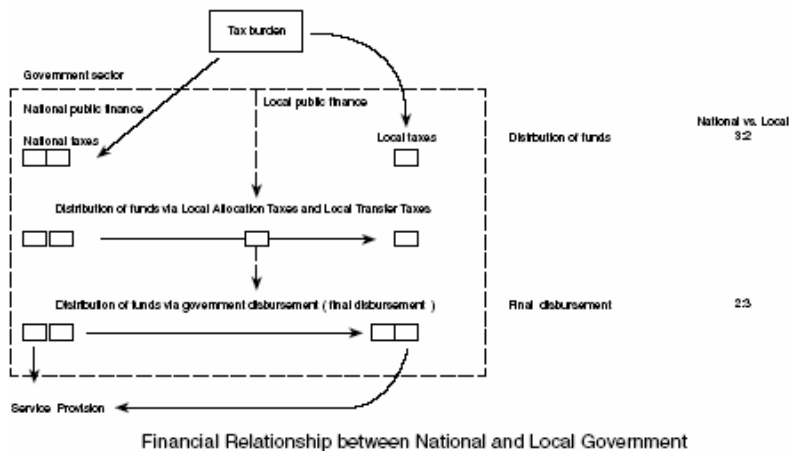 Tax burden
Government sector
National public finance
Local public finance
National taxes
Local taxes
Distribution of funds
National vs. Local
3:2
Distribution of funds via Local Allocation Taxes and Local Transfer Taxes
Distribution of funds via government disbursement ( final disbursement )
Final disbursement
2:3
Service Provision
Financial Relationship between National and Local Government